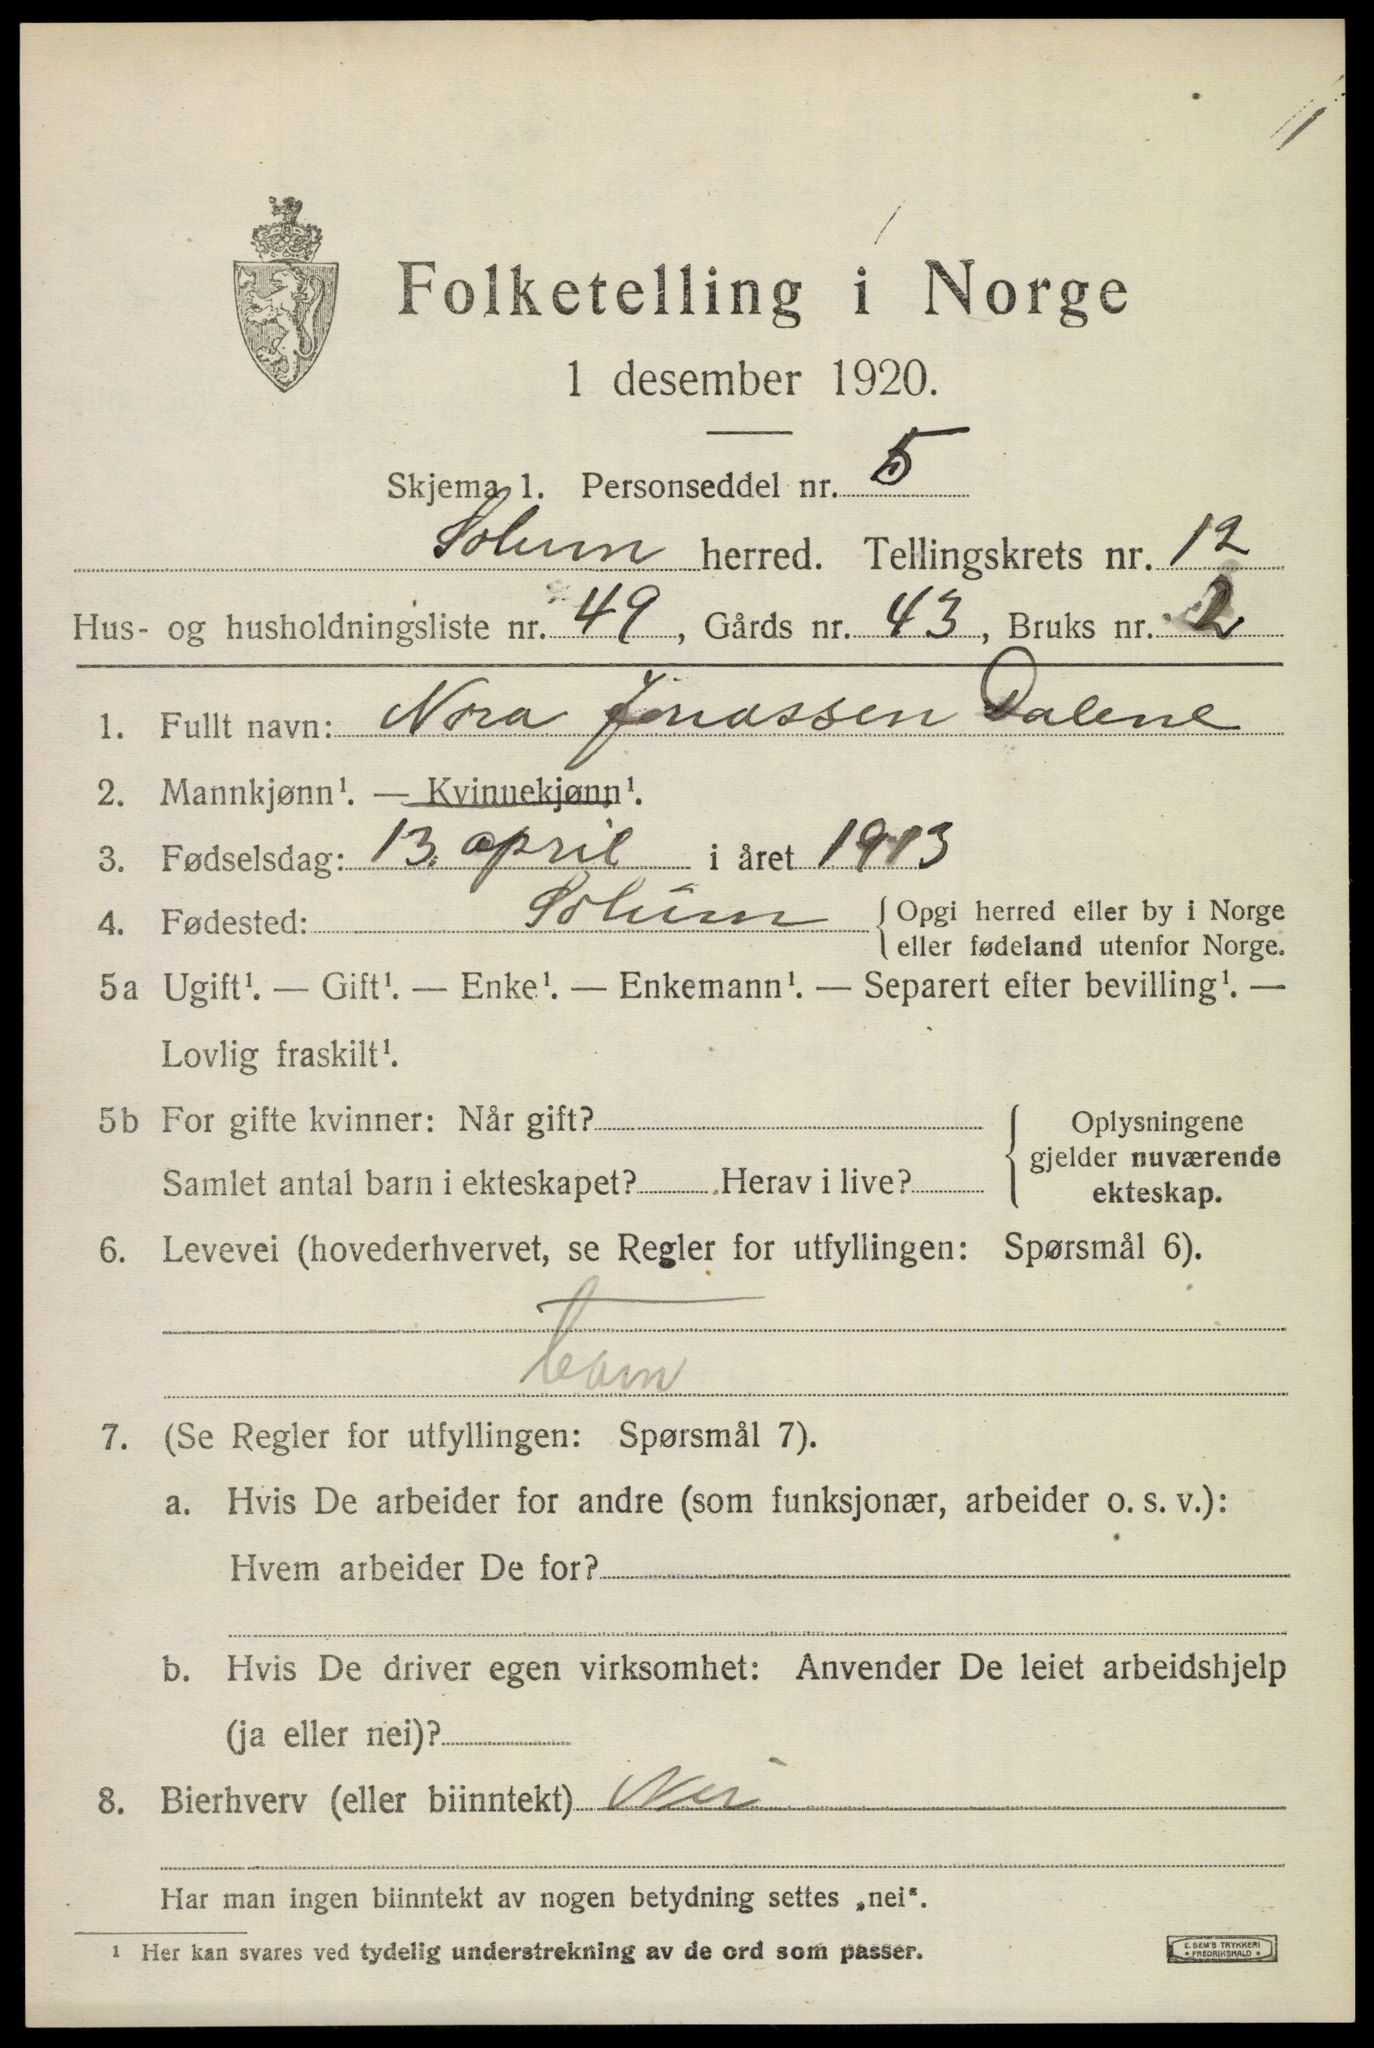 Folketelling i Norge
1 desember 1920.
Skjema 1. Personseddel nr. 5
Solum herred. Tellingskrets nr. 12
Hus- og husholdningsliste nr. 49, Gårds nr. 43, Bruks nr. 2
1. Fullt navn: Nora Jonassen Dalene
2. Mannkjønn¹. — Kvinnekjønn¹.
3. Fødselsdag: 13. april i året 1913
4. Fødested: Solum { Opgi herred eller by i Norge
eller fødeland utenfor Norge.
5a Ugift¹. — Gift¹. — Enke¹. — Enkemann¹. — Separert efter bevilling¹. —
Lovlig fraskilt¹.
5b For gifte kvinner: Når gift?
Samlet antal barn i ekteskapet? Herav i live?
{ Oplysningene
gjelder nuværende
ekteskap.
6. Levevei (hovederhvervet, se Regler for utfyllingen: Spørsmål 6).
barn
7. (Se Regler for utfyllingen: Spørsmål 7).
a. Hvis De arbeider for andre (som funksjonær, arbeider o. s. v.):
Hvem arbeider De for?
b. Hvis De driver egen virksomhet: Anvender De leiet arbeidshjelp
(ja eller nei)?
8. Bierhverv (eller biinntekt) Nei
Har man ingen biinntekt av nogen betydning settes „nei“.
¹ Her kan svares ved tydelig understrekning av de ord som passer.
E. SEM'S TRYKKERI
* FREDRIKSHALD *